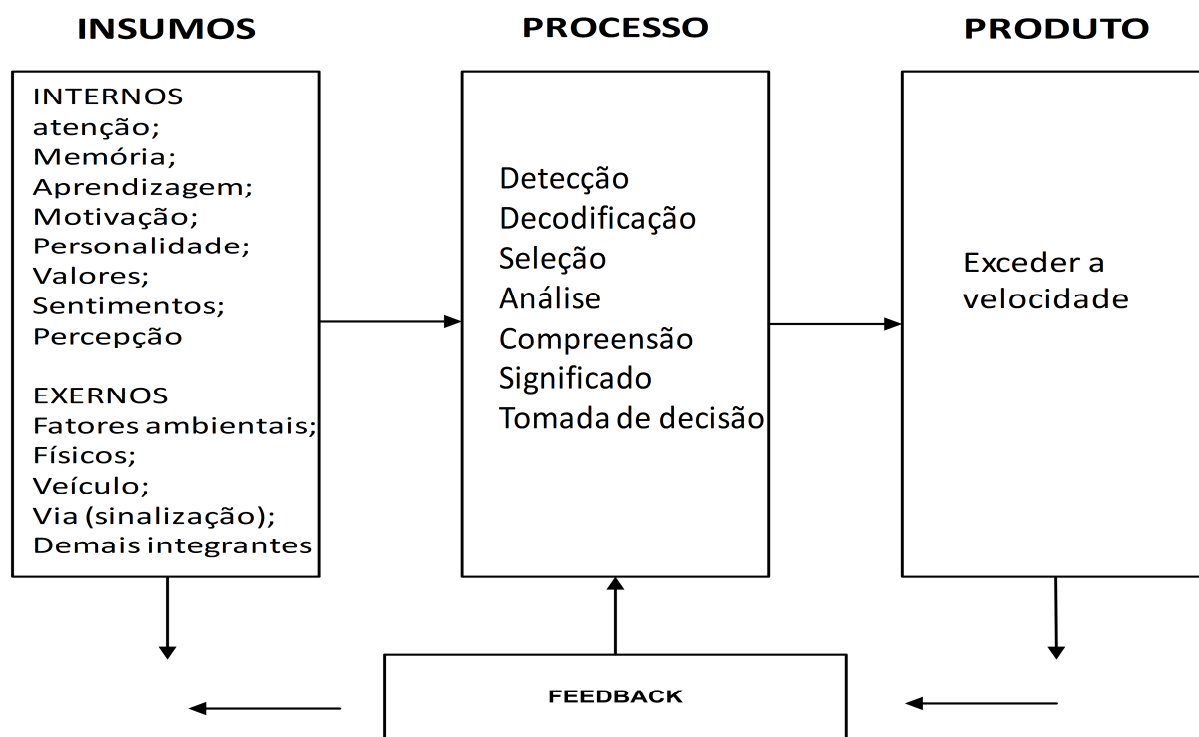 INSUMOS
INTERNOS
atenção;
Memória;
Aprendizagem;
Motivação;
Personalidade;
Valores;
Sentimentos;
Percepção
EXERNOS
Fatores ambientais;
Físicos;
Veículo;
Via (sinalização);
Demais integrantes
PROCESSO
Detecção
Decodificação
Seleção
Análise
Compreensão
Significado
Tomada de decisão
PRODUTO
Exceder a
velocidade
FEEDBACK